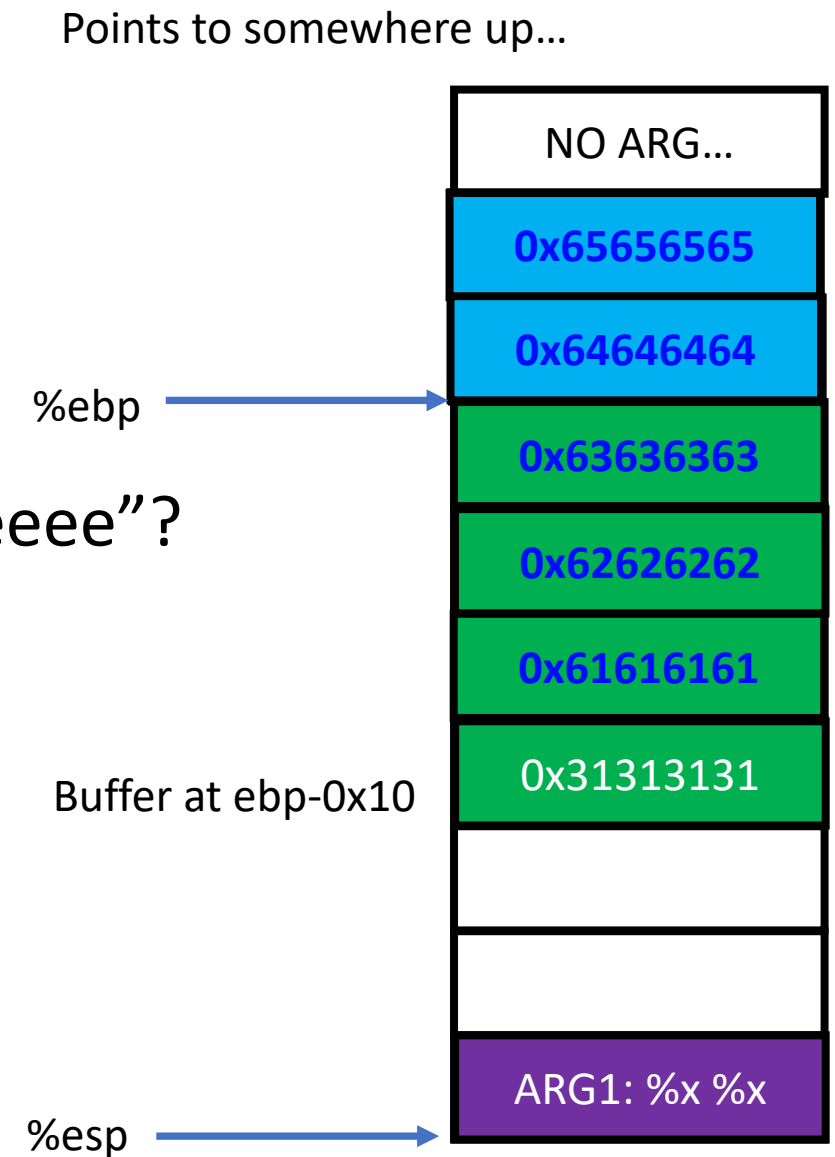 Points to somewhere up…
NO ARG…
0x65656565
0x64646464
%ebp
0x63636363
eeee”?
0x62626262
0x61616161
Buffer at ebp-0x10
0x31313131
ARG1: %x %x
%esp